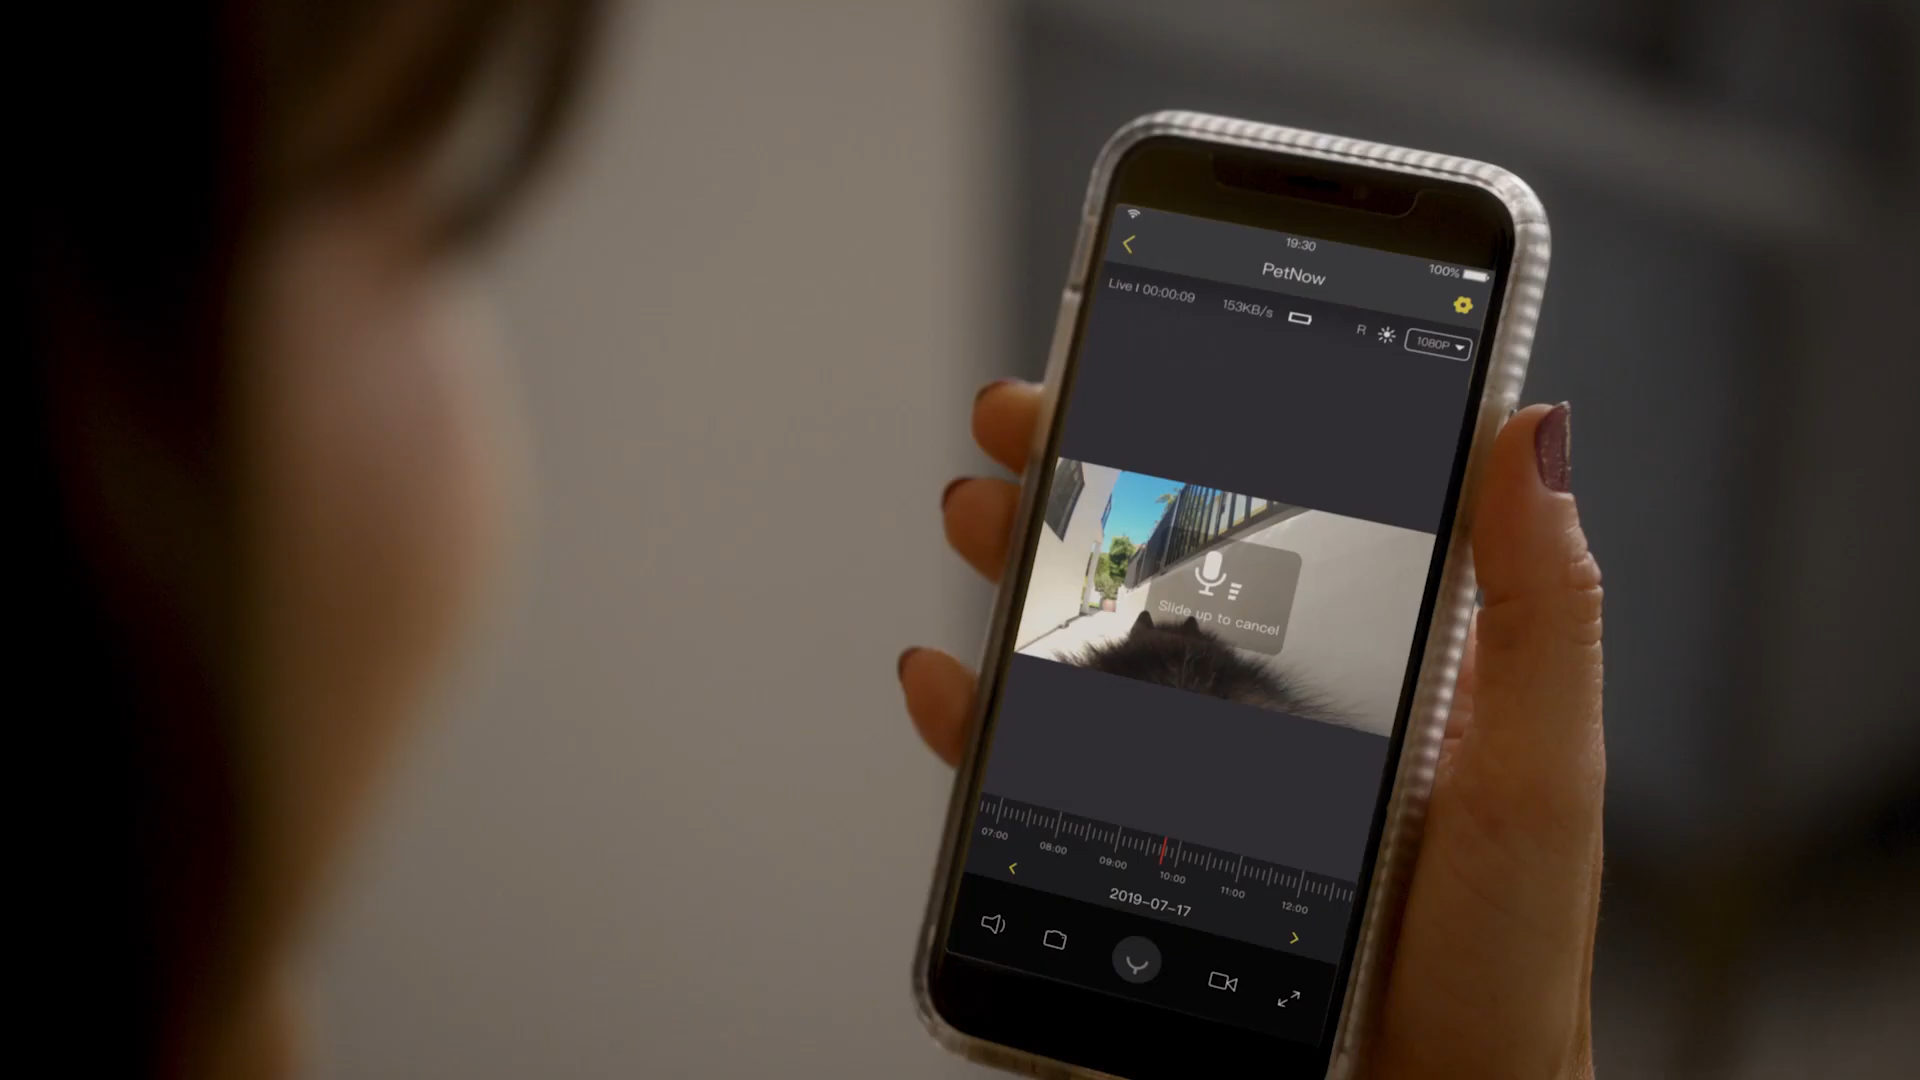 19:30
100%
PetNow
Live | 00:00:09 153KB/s R 1080P
Slide up to cancel
07:00 08:00 09:00 10:00 11:00 12:00
2019-07-17